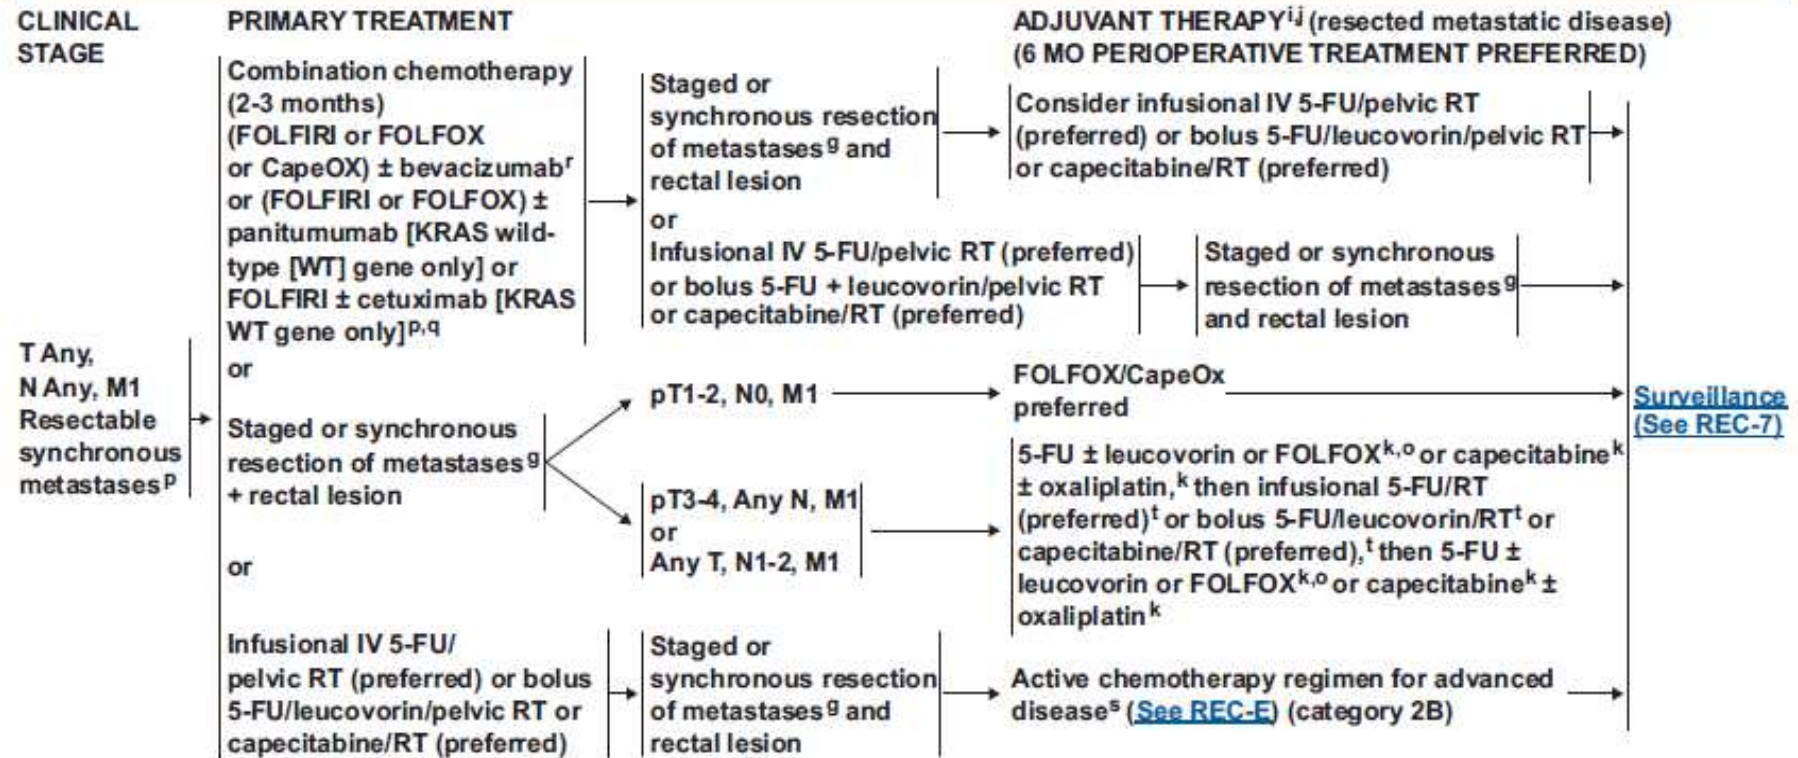 CLINICAL
STAGE
PRIMARY TREATMENT
ADJUVANT THERAPYi,j (resected metastatic disease)
(6 MO PERIOPERATIVE TREATMENT PREFERRED)
T Any,
N Any, M1
Resectable
synchronous
metastasesp
Combination chemotherapy
(2-3 months)
(FOLFIRI or FOLFOX
or CapeOX) ± bevacizumabr
or (FOLFIRI or FOLFOX) ±
panitumumab [KRAS wild-
type [WT] gene only] or
FOLFIRI ± cetuximab [KRAS
WT gene only]p,q
Staged or
synchronous resection
of metastasesg and
rectal lesion
Consider infusional IV 5-FU/pelvic RT
(preferred) or bolus 5-FU/leucovorin/pelvic RT
or capecitabine/RT (preferred)
or
Infusional IV 5-FU/pelvic RT (preferred)
or bolus 5-FU + leucovorin/pelvic RT
or capecitabine/RT (preferred)
Staged or synchronous
resection of metastasesg
and rectal lesion
or
Staged or synchronous
resection of metastasesg
+ rectal lesion
pT1-2, N0, M1
FOLFOX/CapeOx
preferred
pT3-4, Any N, M1
or
Any T, N1-2, M1
5-FU ± leucovorin or FOLFOXk,o or capecitabinek
± oxaliplatin,k then infusional 5-FU/RT
(preferred)t or bolus 5-FU/leucovorin/RTt or
capecitabine/RT (preferred),t then 5-FU ±
leucovorin or FOLFOXk,o or capecitabinek ±
oxaliplatink
or
Infusional IV 5-FU/
pelvic RT (preferred) or bolus
5-FU/leucovorin/pelvic RT or
capecitabine/RT (preferred)
Staged or
synchronous resection
of metastasesg and
rectal lesion
Active chemotherapy regimen for advanced
diseases (See REC-E) (category 2B)
Surveillance
(See REC-7)